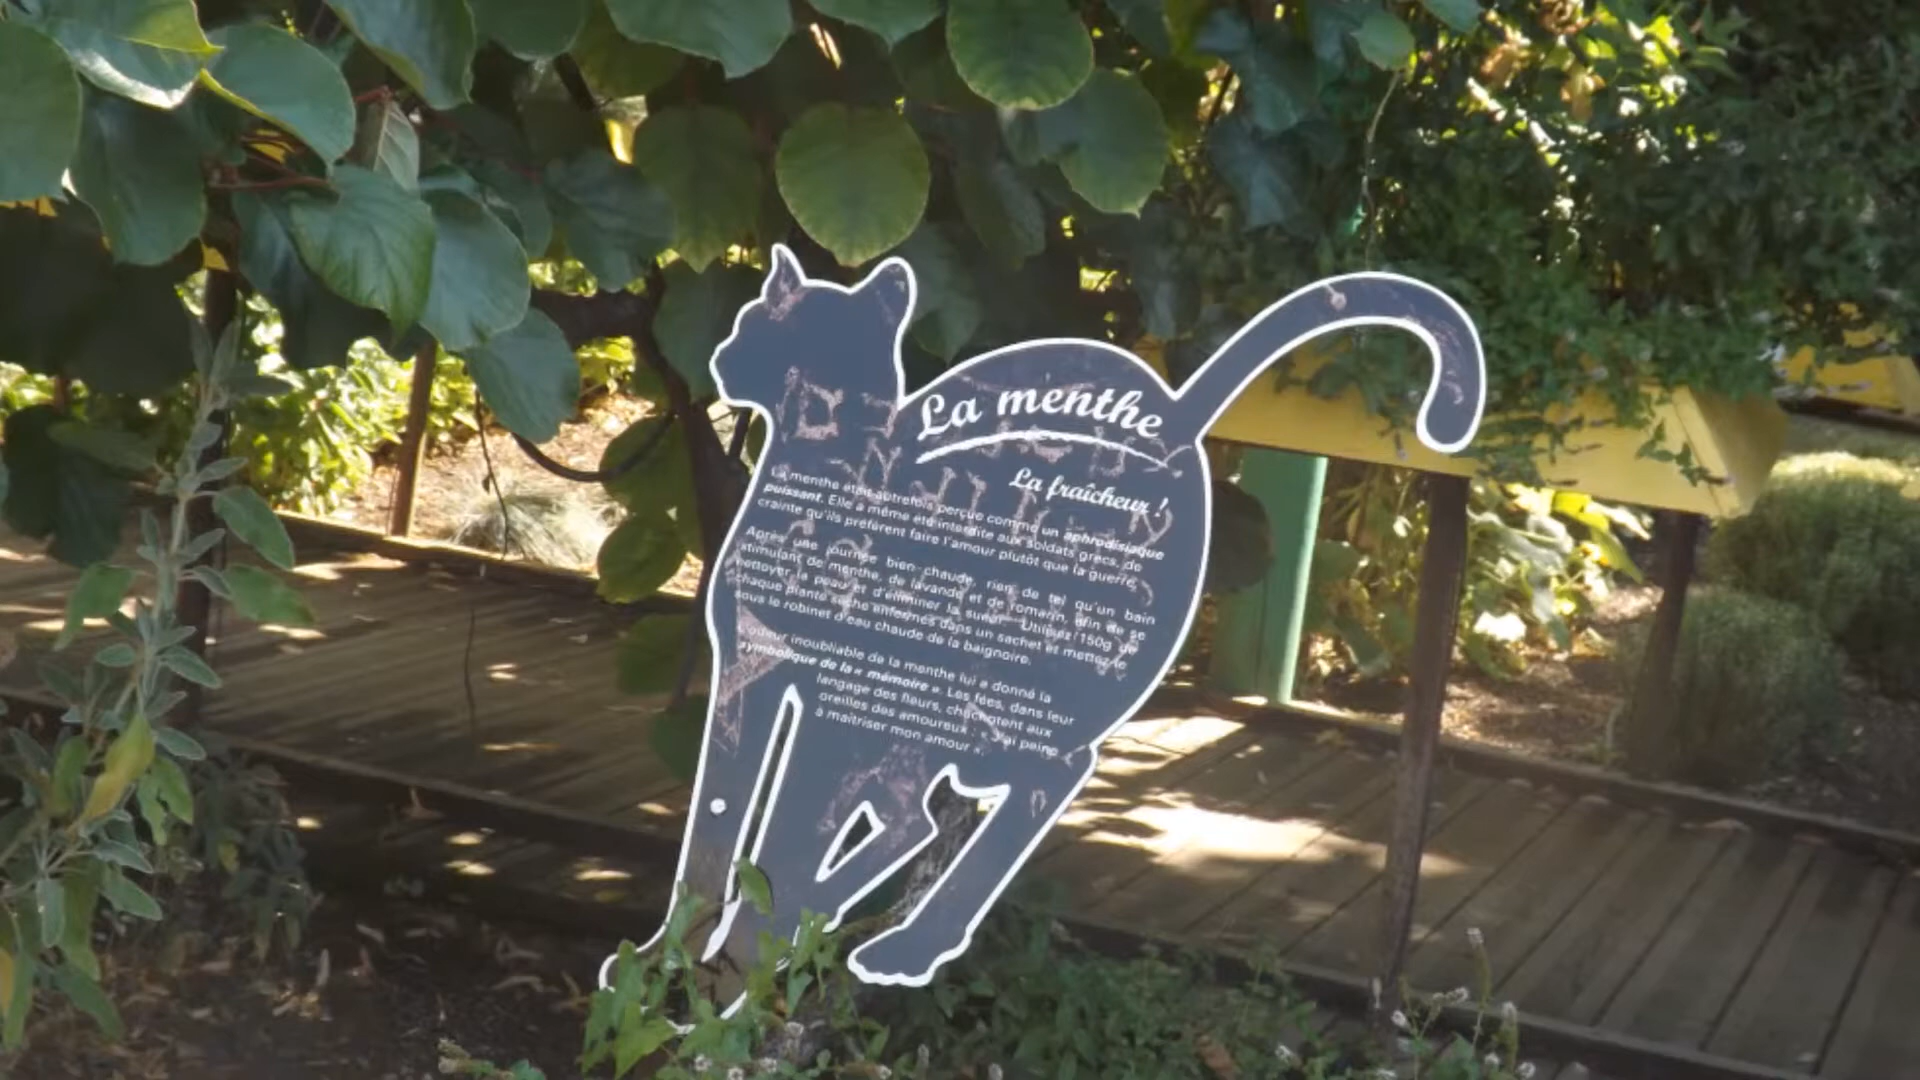 La menthe
La fraîcheur !
La menthe était autrefois perçue comme un aphrodisiaque
puissant. Elle a même été interdite aux soldats grecs, de
crainte qu'ils préfèrent faire l'amour plutôt que la guerre.
Après une journée bien chaude, rien de tel qu'un bain
stimulant de menthe, de lavande et de romarin, afin de se
nettoyer la peau et d'éliminer la sueur. Utilisez 150g de
chaque plante sèche enfermés dans un sachet et mettez-le
sous le robinet d'eau chaude de la baignoire.
L'odeur inoubliable de la menthe lui a donné la
symbolique de la « mémoire ». Les fées, dans leur
langage des fleurs, chuchotent aux
oreilles des amoureux : « J'ai peine
à maîtriser mon amour ».